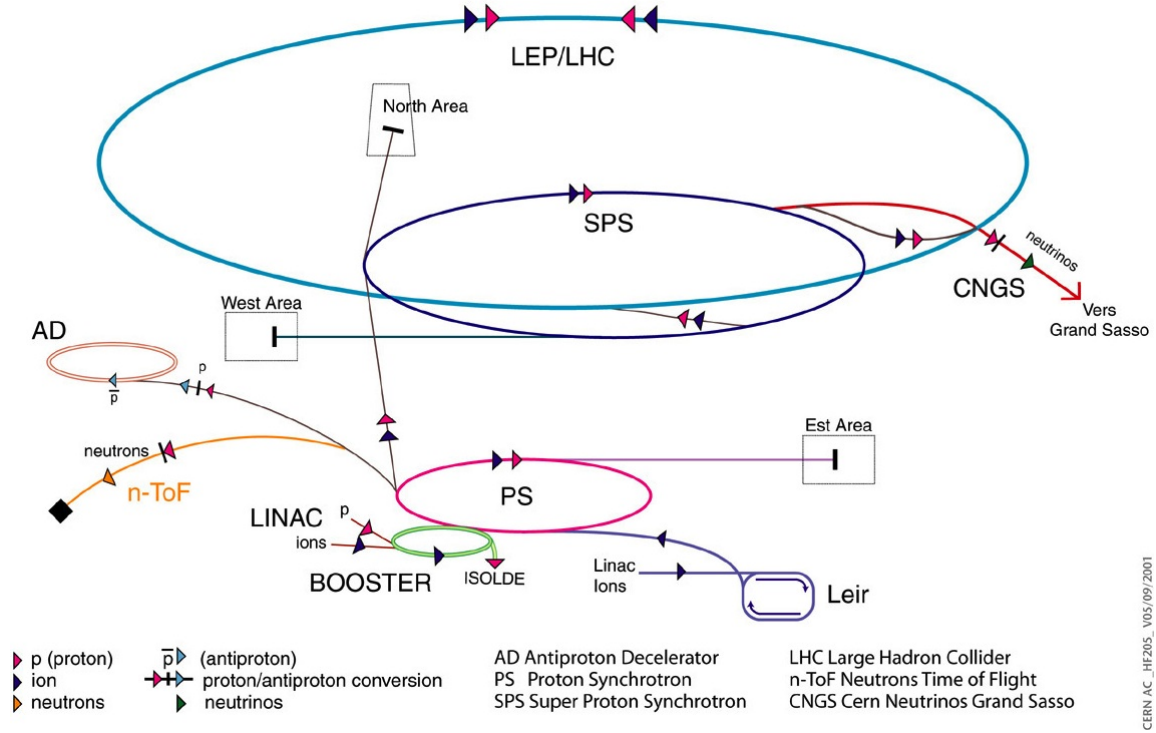 LEP/LHC
North Area
SPS
neutrinos
CNGS
Vers
Grand Sasso
West Area
AD
p̅
p
neutrons
n-ToF
Est Area
PS
LINAC
p
ions
BOOSTER
ISOLDE
Linac
Ions
Leir
p (proton)
ion
neutrons
p̅ (antiproton)
proton/antiproton conversion
neutrinos
AD Antiproton Decelerator
PS Proton Synchrotron
SPS Super Proton Synchrotron
LHC Large Hadron Collider
n-ToF Neutrons Time of Flight
CNGS Cern Neutrinos Grand Sasso
CERN AC _HF205_ V05/09/2001